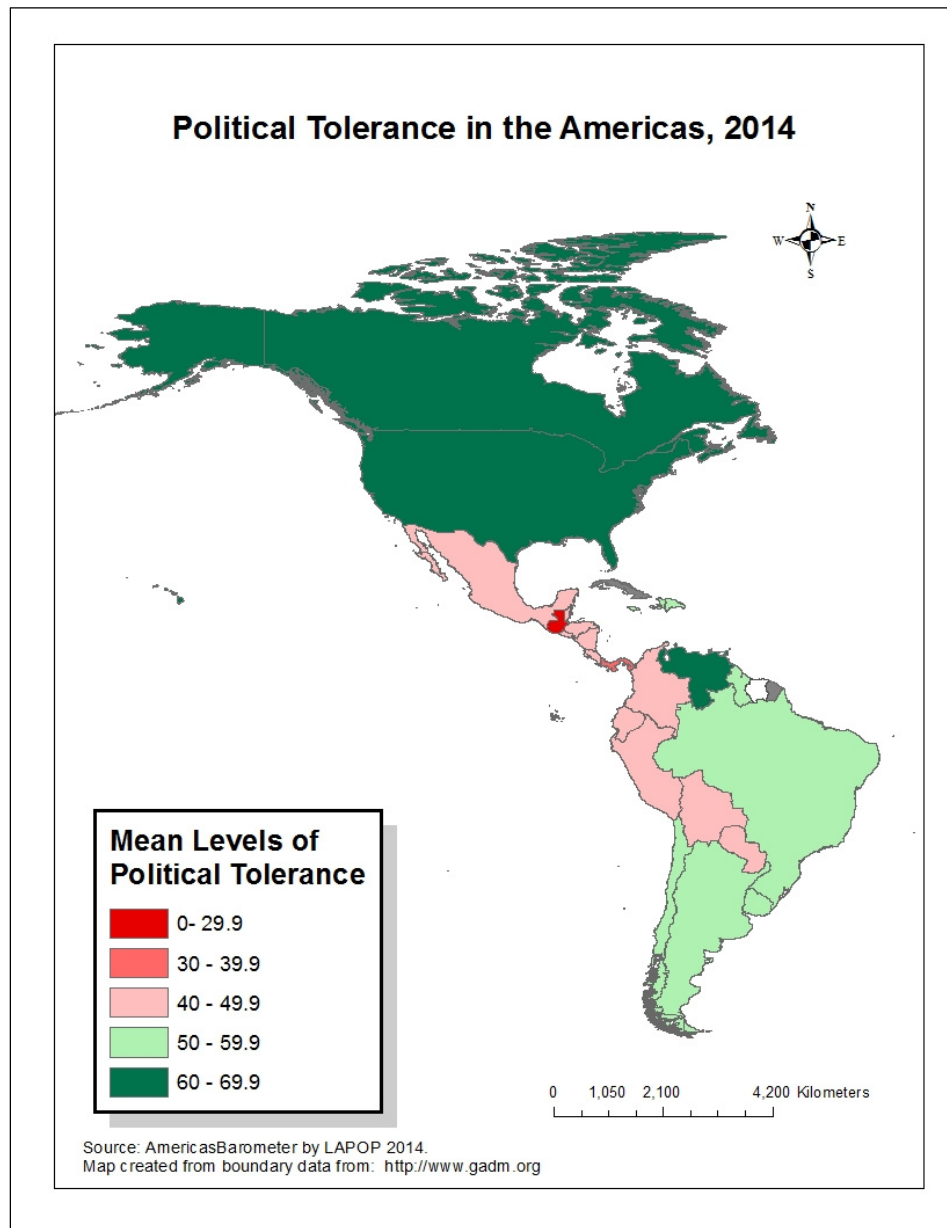 Political Tolerance in the Americas, 2014
N
W E
S
Mean Levels of
Political Tolerance
0- 29.9
30 - 39.9
40 - 49.9
50 - 59.9
60 - 69.9
0 1,050 2,100 4,200 Kilometers
Source: AmericasBarometer by LAPOP 2014.
Map created from boundary data from: http://www.gadm.org